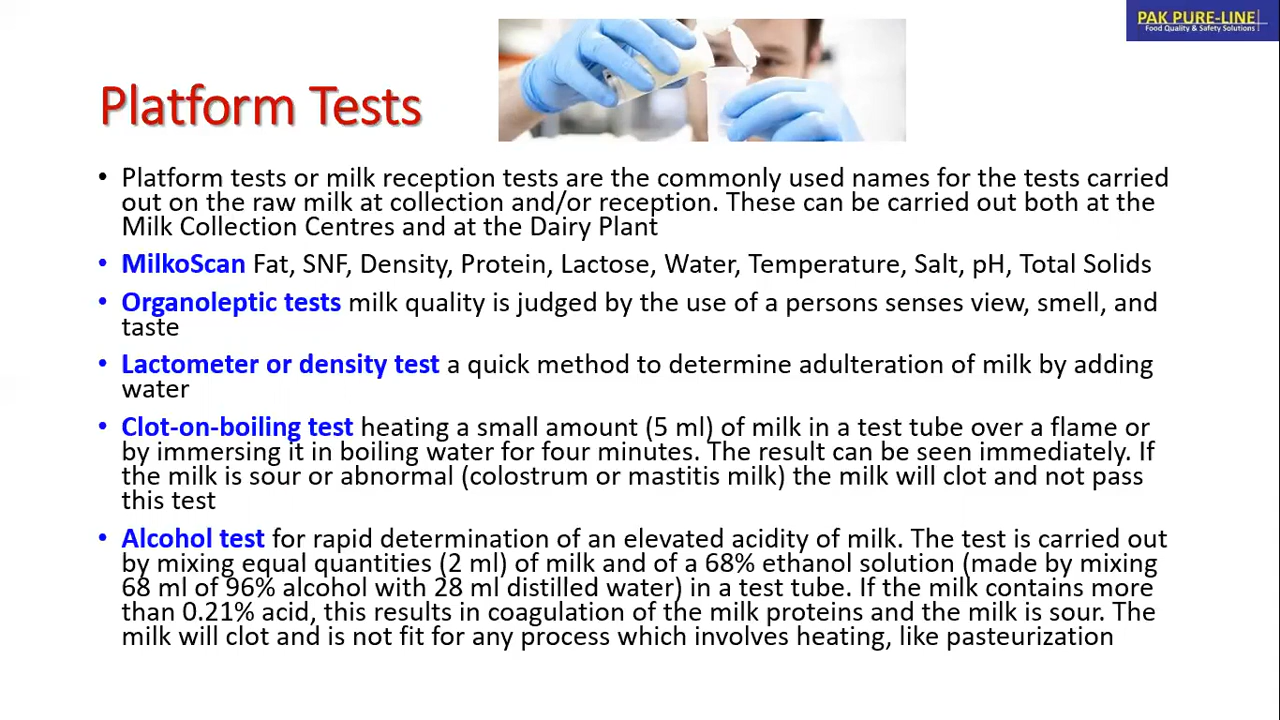 PAK PURE-LINE
Food Quality & Safety Solutions
Platform Tests
• Platform tests or milk reception tests are the commonly used names for the tests carried
out on the raw milk at collection and/or reception. These can be carried out both at the
Milk Collection Centres and at the Dairy Plant
• MilkoScan Fat, SNF, Density, Protein, Lactose, Water, Temperature, Salt, pH, Total Solids
• Organoleptic tests milk quality is judged by the use of a persons senses view, smell, and
taste
• Lactometer or density test a quick method to determine adulteration of milk by adding
water
• Clot-on-boiling test heating a small amount (5 ml) of milk in a test tube over a flame or
by immersing it in boiling water for four minutes. The result can be seen immediately. If
the milk is sour or abnormal (colostrum or mastitis milk) the milk will clot and not pass
this test
• Alcohol test for rapid determination of an elevated acidity of milk. The test is carried out
by mixing equal quantities (2 ml) of milk and of a 68% ethanol solution (made by mixing
68 ml of 96% alcohol with 28 ml distilled water) in a test tube. If the milk contains more
than 0.21% acid, this results in coagulation of the milk proteins and the milk is sour. The
milk will clot and is not fit for any process which involves heating, like pasteurization